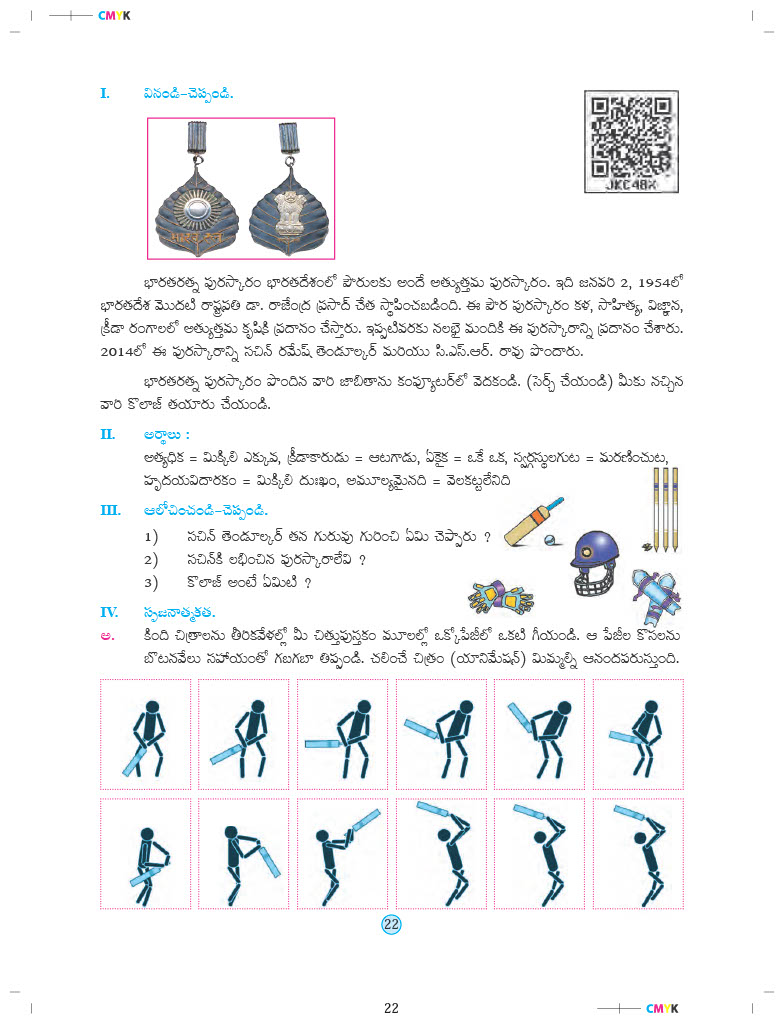 CMYK
I. వినండి-చెప్పండి.
JKC48X
భారతరత్న పురస్కారం భారతదేశంలో పౌరులకు అందే అత్యుత్తమ పురస్కారం. ఇది జనవరి 2, 1954లో
భారతదేశ మొదటి రాష్ట్రపతి డా. రాజేంద్ర ప్రసాద్ చేత స్థాపించబడింది. ఈ పౌర పురస్కారం కళ, సాహిత్య, విజ్ఞాన,
క్రీడా రంగాలలో అత్యుత్తమ కృషికి ప్రదానం చేస్తారు. ఇప్పటివరకు నలభై మందికి ఈ పురస్కారాన్ని ప్రదానం చేశారు.
2014లో ఈ పురస్కారాన్ని సచిన్ రమేష్ తెండూల్కర్ మరియు సి.ఎస్.ఆర్. రావు పొందారు.
భారతరత్న పురస్కారం పొందిన వారి జాబితాను కంప్యూటర్‌లో వెదకండి. (సెర్చ్ చేయండి) మీకు నచ్చిన
వారి కొలాజ్ తయారు చేయండి.
II. అర్థాలు :
అత్యధిక = మిక్కిలి ఎక్కువ, క్రీడాకారుడు = ఆటగాడు, ఏకైక = ఒకే ఒక, స్వర్గస్థులగుట = మరణించుట,
హృదయవిదారకం = మిక్కిలి దుఃఖం, అమూల్యమైనది = వెలకట్టలేనిది
III. ఆలోచించండి-చెప్పండి.
1) సచిన్ తెండూల్కర్ తన గురువు గురించి ఏమి చెప్పారు ?
2) సచిన్‌కి లభించిన పురస్కారాలేవి ?
3) కొలాజ్ అంటే ఏమిటి ?
IV. సృజనాత్మకత.
అ. కింది చిత్రాలను తీరికవేళల్లో మీ చిత్తుపుస్తకం మూలల్లో ఒక్కోపేజీలో ఒకటి గీయండి. ఆ పేజీల కొసలను
బొటనవేలు సహాయంతో గబగబా తిప్పండి. చలించే చిత్రం (యానిమేషన్) మిమ్మల్ని ఆనందపరుస్తుంది.
22
22
CMYK